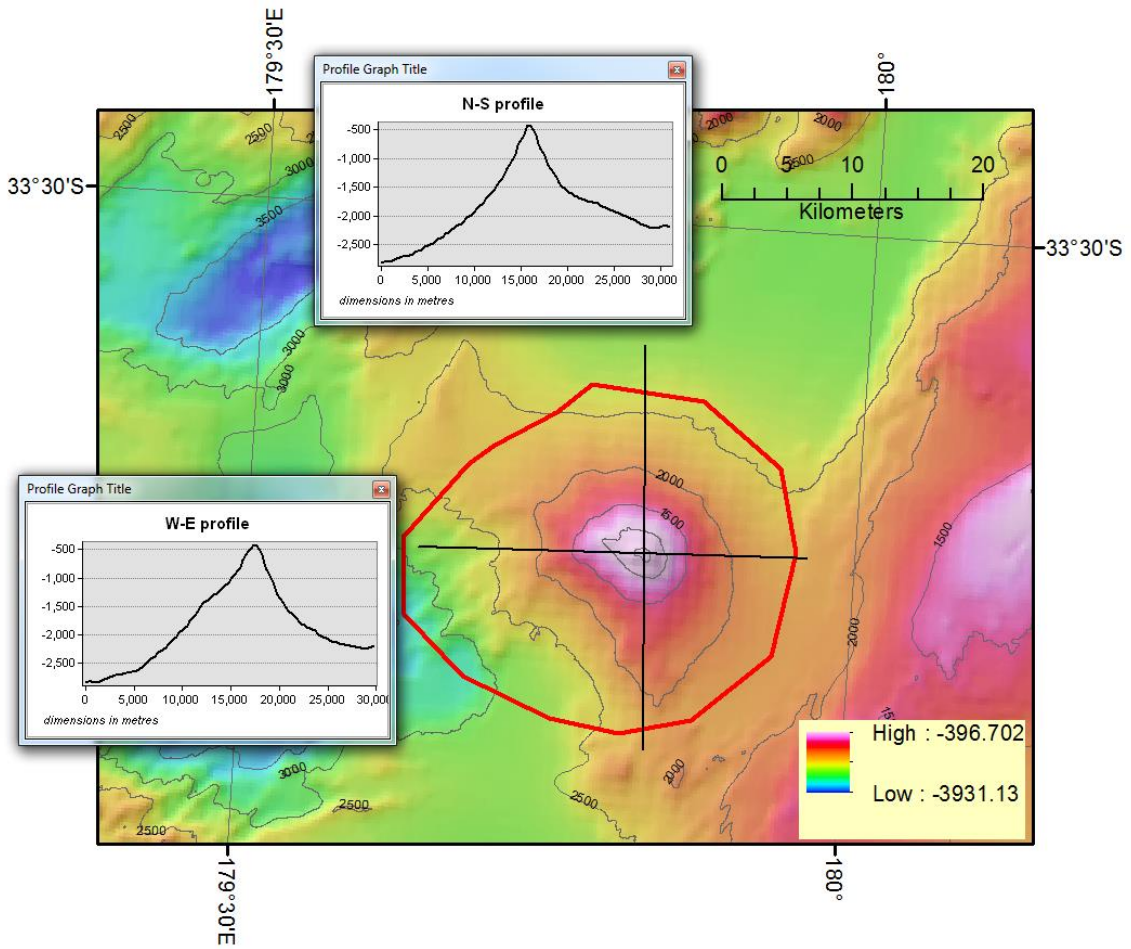 179°30'E
180°
Profile Graph Title
N-S profile
-500
-1,000
-1,500
-2,000
-2,500
0 5,000 10,000 15,000 20,000 25,000 30,000
dimensions in metres
2500
2500
3000
3500
3000
3000
2000
2000
2500
0 5 10 20
Kilometers
33°30'S
33°30'S
2000
1500
1500
2000
Profile Graph Title
W-E profile
-500
-1,000
-1,500
-2,000
-2,500
0 5,000 10,000 15,000 20,000 25,000 30,000
dimensions in metres
3000
2500
2500
2500
2000
High : -396.702
Low : -3931.13
179°30'E
180°